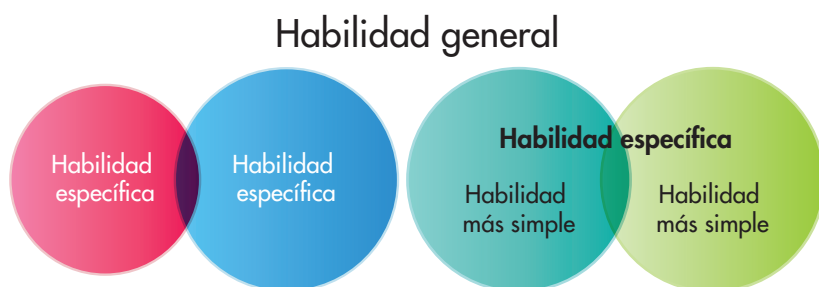 Habilidad general
Habilidad
específica
Habilidad
específica
Habilidad específica
Habilidad
más simple
Habilidad
más simple